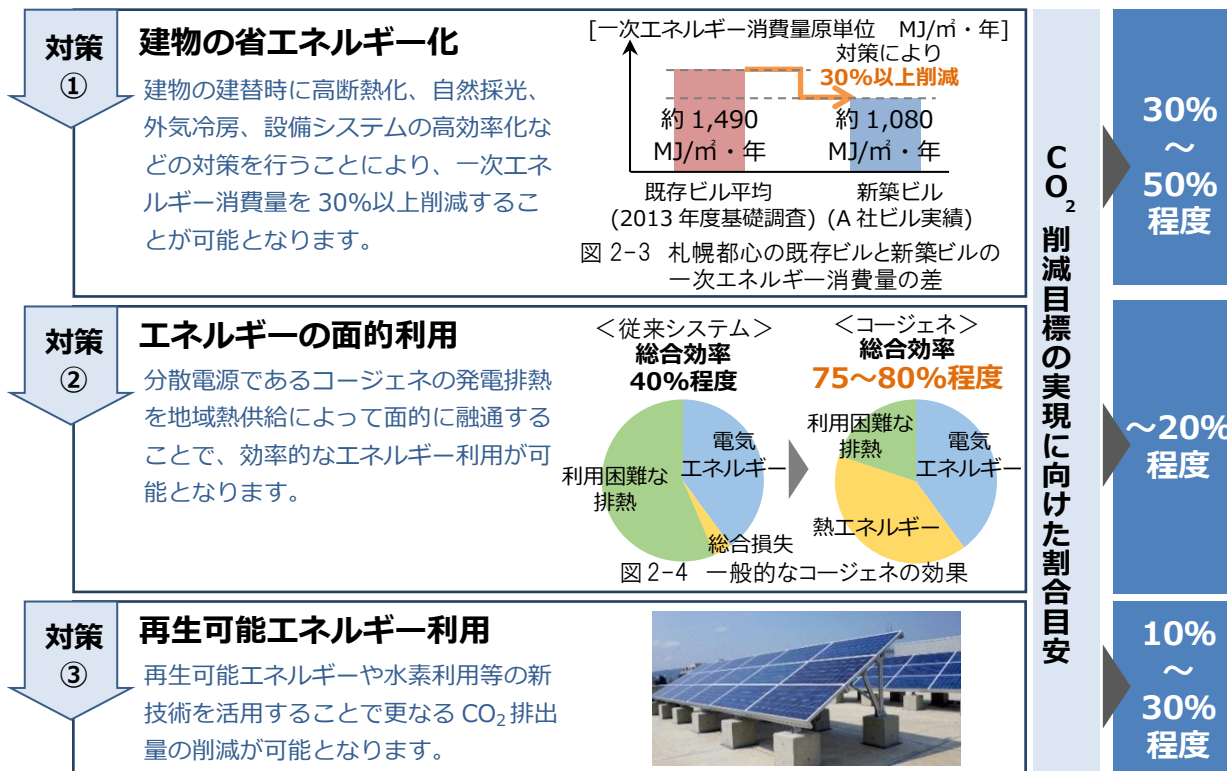 対策
①
建物の省エネルギー化
建物の建替時に高断熱化、自然採光、
外気冷房、設備システムの高効率化な
どの対策を行うことにより、一次エネ
ルギー消費量を 30%以上削減するこ
とが可能となります。
[一次エネルギー消費量原単位 MJ/㎡・年]
対策により
30%以上削減
約 1,490
MJ/㎡・年
約 1,080
MJ/㎡・年
既存ビル平均
(2013 年度基礎調査)
新築ビル
(A 社ビル実績)
図 2-3 札幌都心の既存ビルと新築ビルの
一次エネルギー消費量の差
対策
②
エネルギーの面的利用
分散電源であるコージェネの発電排熱
を地域熱供給によって面的に融通する
ことで、効率的なエネルギー利用が可
能となります。
＜従来システム＞
総合効率
40%程度
電気
エネルギー
利用困難な
排熱
総合損失
＜コージェネ＞
総合効率
75～80%程度
利用困難な
排熱
電気
エネルギー
熱エネルギー
図 2-4 一般的なコージェネの効果
対策
③
再生可能エネルギー利用
再生可能エネルギーや水素利用等の新
技術を活用することで更なる CO₂排出
量の削減が可能となります。
CO₂削減目標の実現に向けた割合目安
30%
～
50%
程度
～20%
程度
10%
～
30%
程度